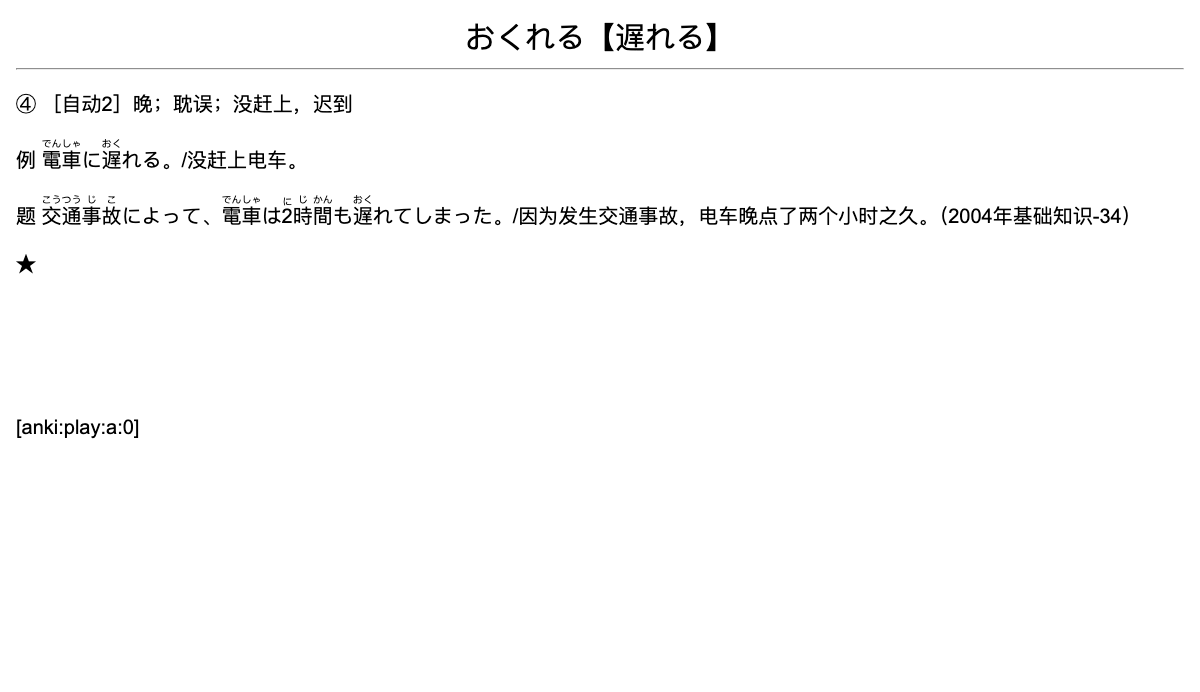 おくれる【遅れる】
④ ［自动2］晚；耽误；没赶上，迟到
でんしゃ おく
例 電車に遅れる。/没赶上电车。
こうつう じ こ でんしゃ に じ かん おく
题 交通事故によって、電車は2時間も遅れてしまった。/因为发生交通事故，电车晚点了两个小时之久。（2004年基础知识-34）
★
[anki:play:a:0]